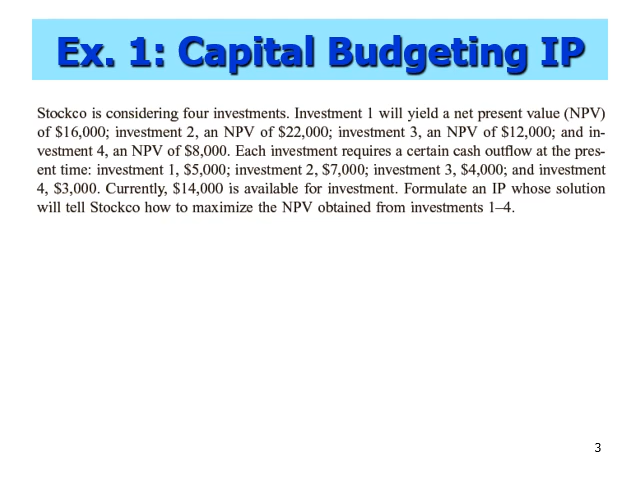 Ex. 1: Capital Budgeting IP
Stockco is considering four investments. Investment 1 will yield a net present value (NPV)
of $16,000; investment 2, an NPV of $22,000; investment 3, an NPV of $12,000; and in-
vestment 4, an NPV of $8,000. Each investment requires a certain cash outflow at the pres-
ent time: investment 1, $5,000; investment 2, $7,000; investment 3, $4,000; and investment
4, $3,000. Currently, $14,000 is available for investment. Formulate an IP whose solution
will tell Stockco how to maximize the NPV obtained from investments 1–4.
3